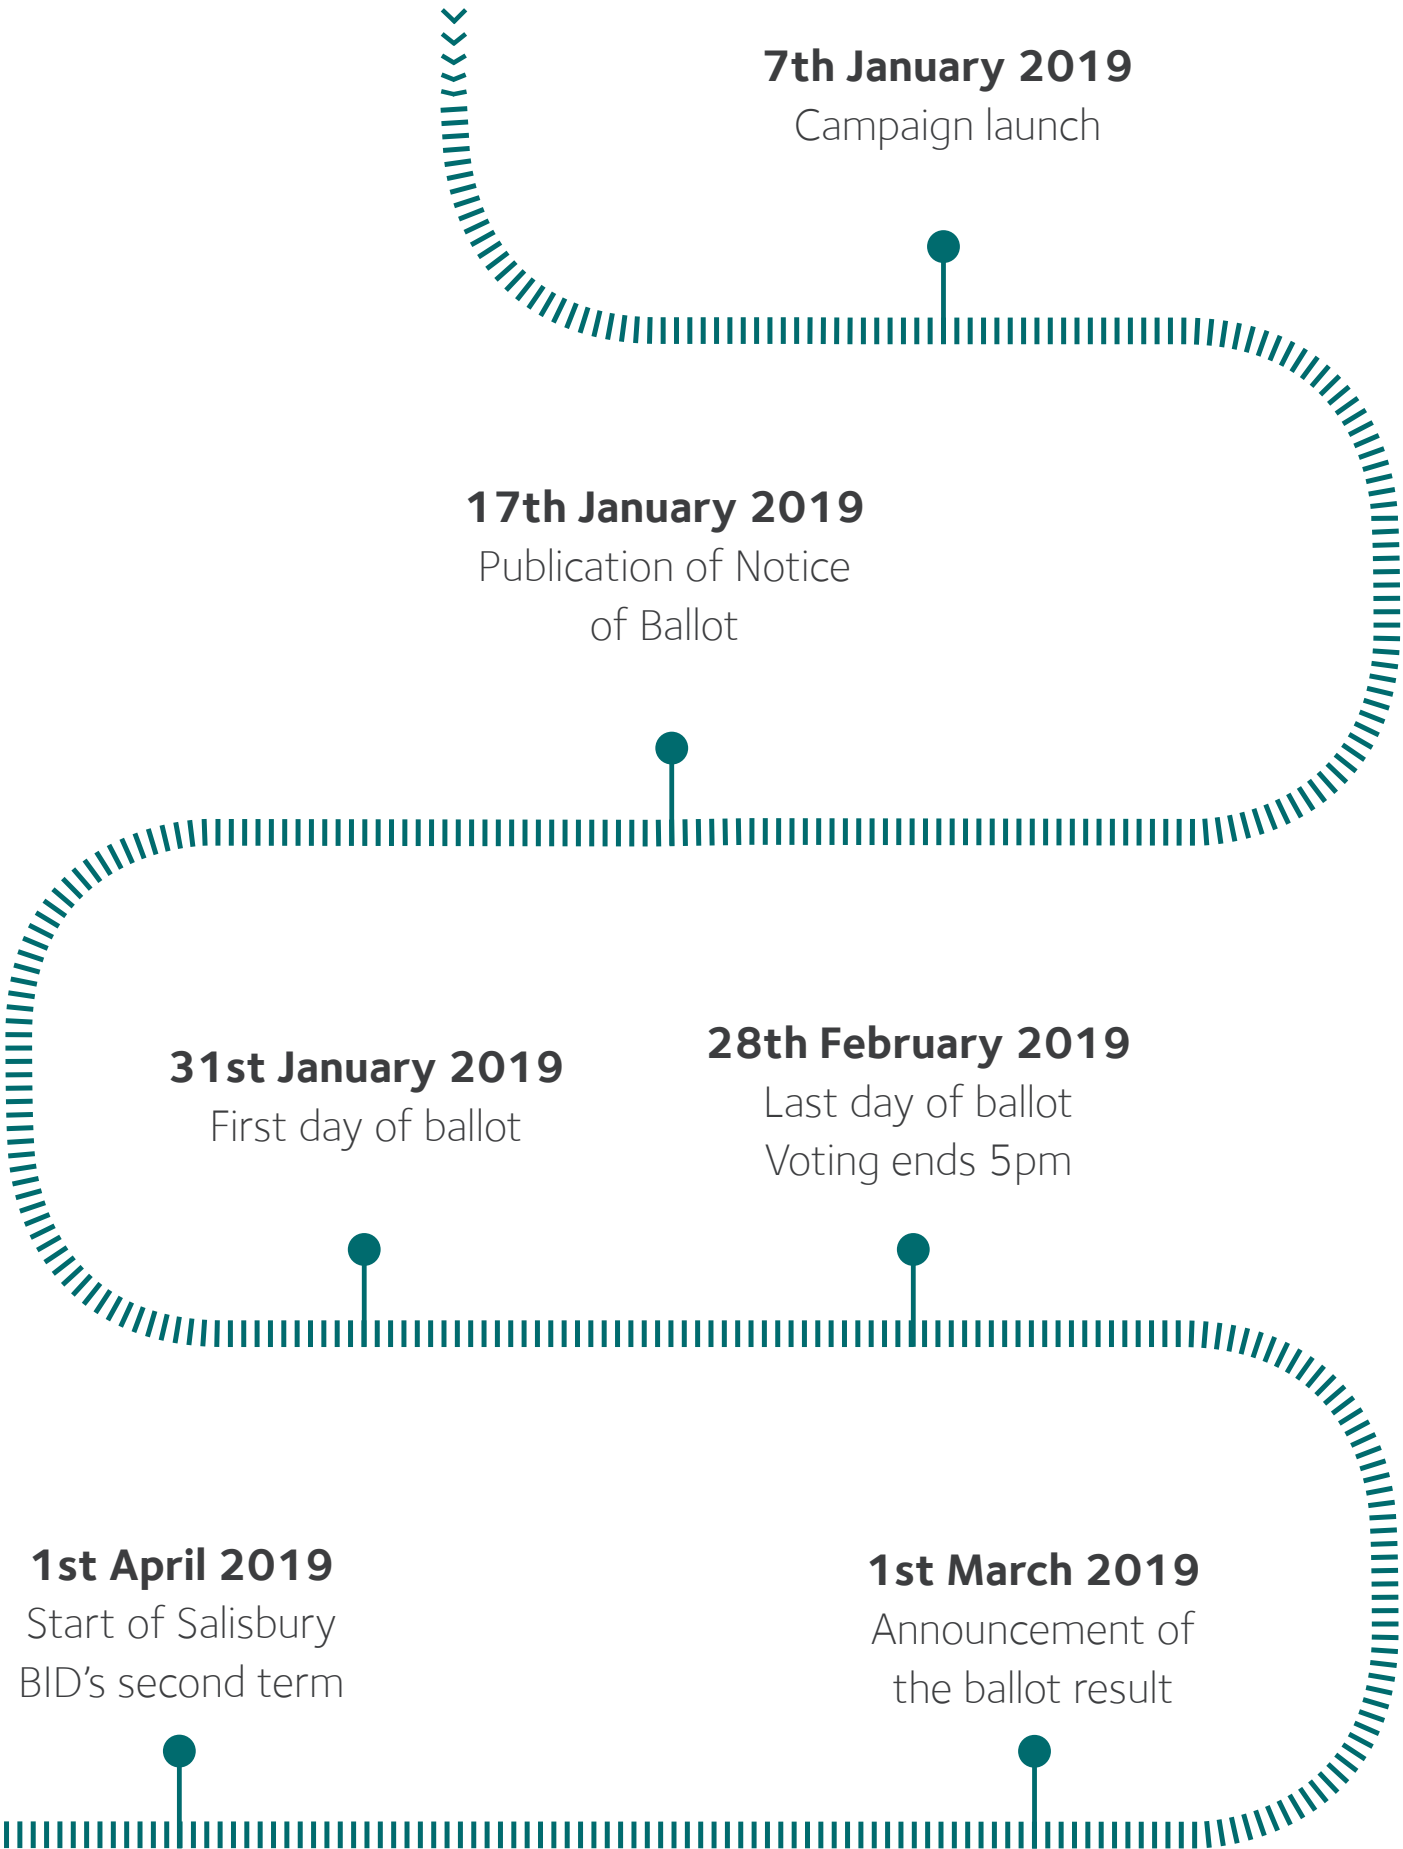 7th January 2019
Campaign launch
17th January 2019
Publication of Notice
of Ballot
31st January 2019
First day of ballot
28th February 2019
Last day of ballot
Voting ends 5pm
1st April 2019
Start of Salisbury
BID’s second term
1st March 2019
Announcement of
the ballot result